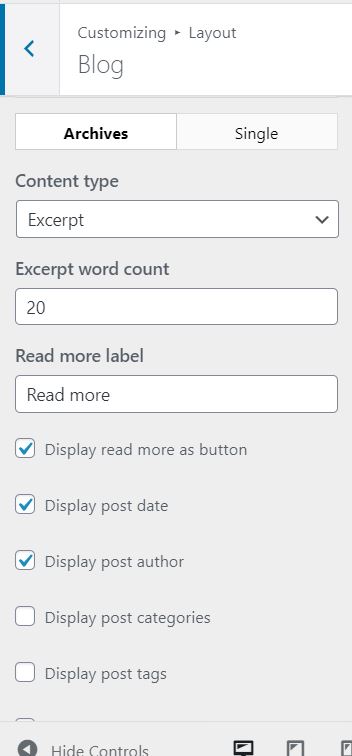 Customizing ▸ Layout
Blog
Archives Single
Content type
Excerpt
Excerpt word count
20
Read more label
Read more
Display read more as button
Display post date
Display post author
Display post categories
Display post tags
Hide Controls